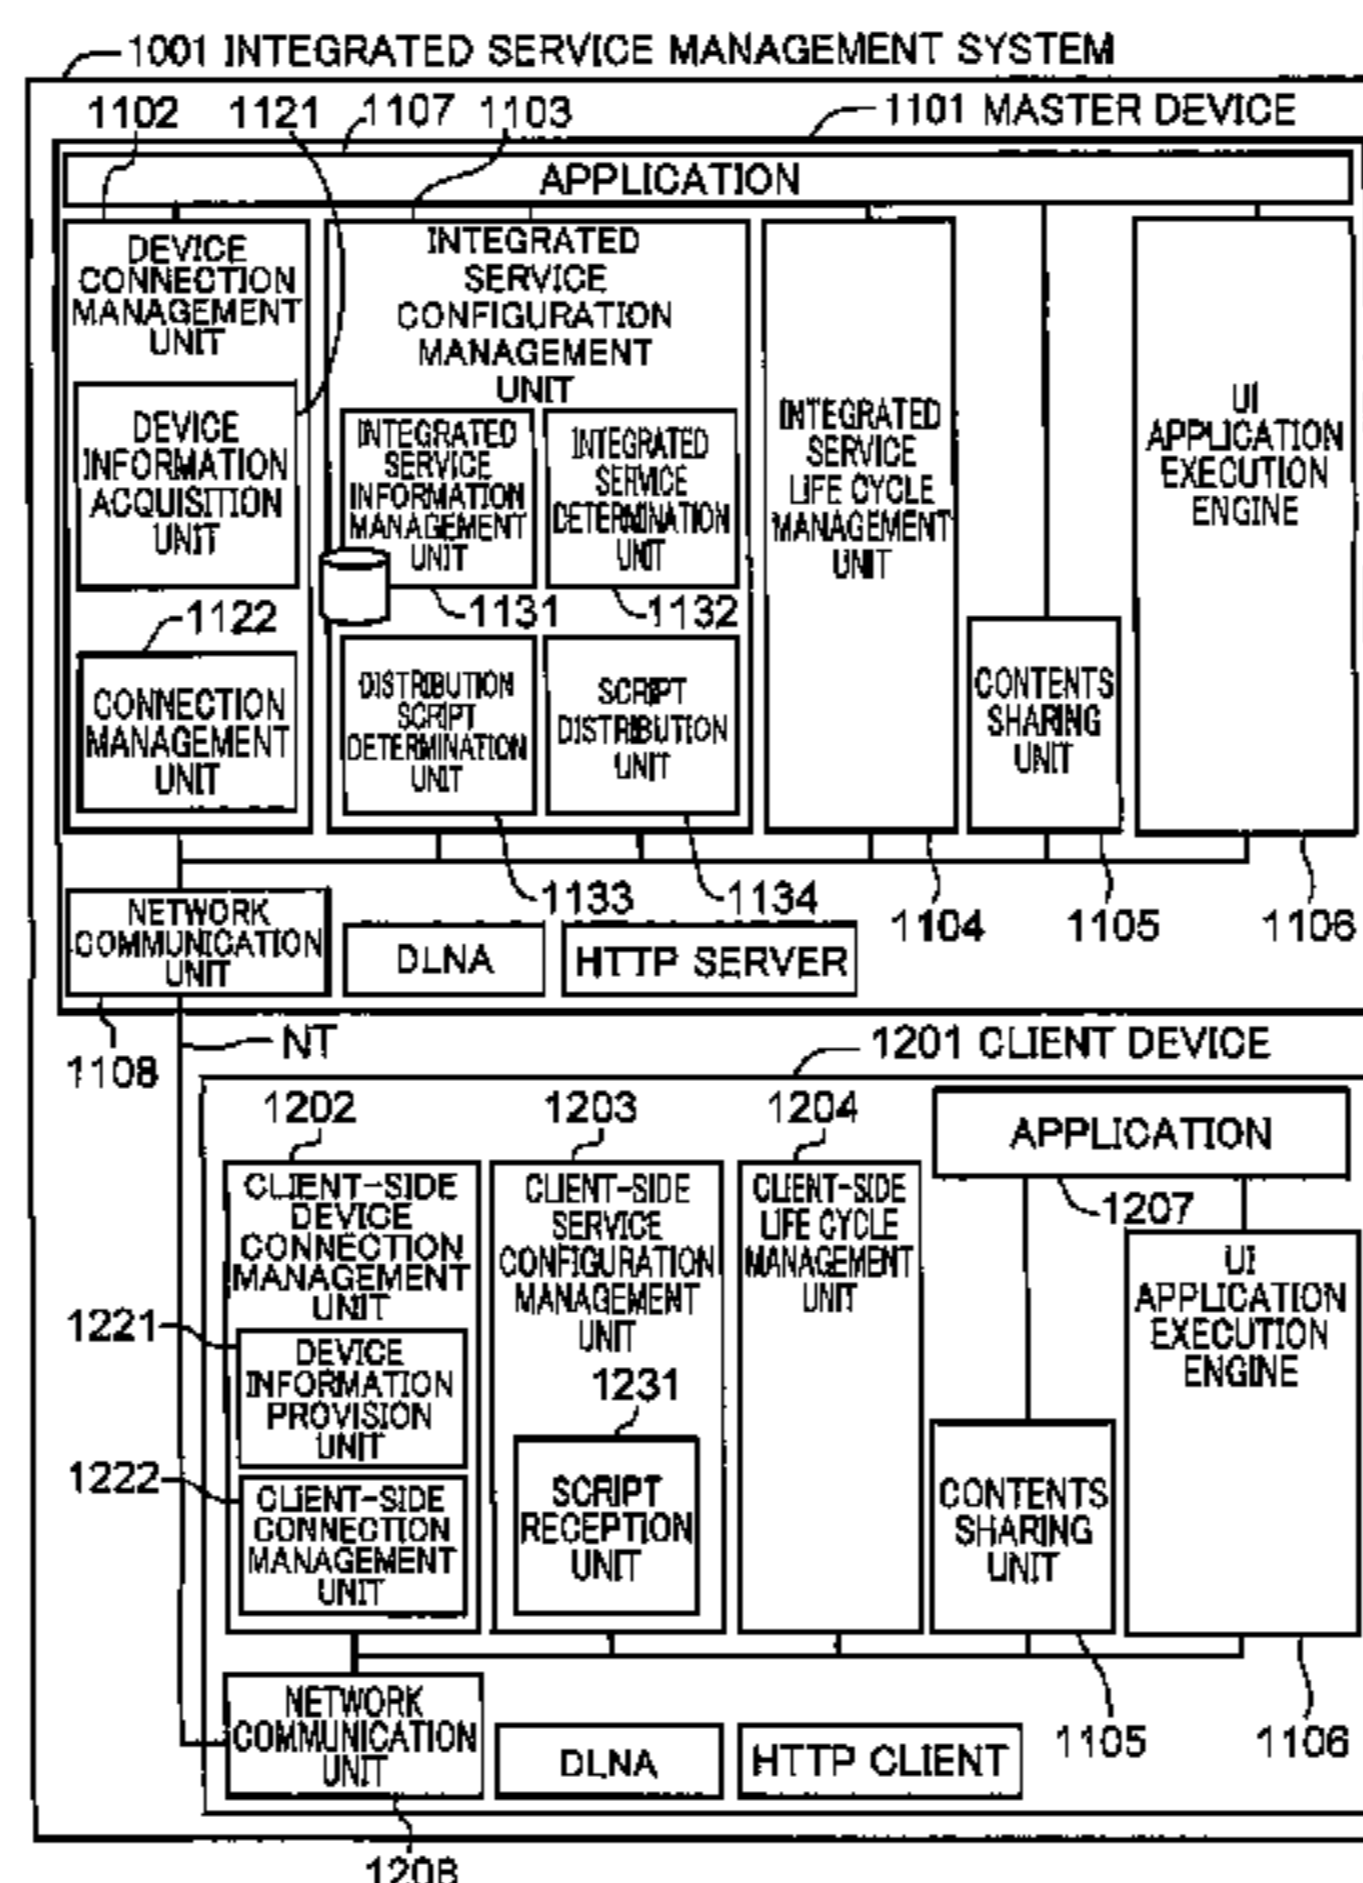 1001 INTEGRATED SERVICE MANAGEMENT SYSTEM
1102
1121
1107
1103
1101 MASTER DEVICE
APPLICATION
DEVICE
CONNECTION
MANAGEMENT
UNIT
DEVICE
INFORMATION
ACQUISITION
UNIT
1122
CONNECTION
MANAGEMENT
UNIT
INTEGRATED
SERVICE
CONFIGURATION
MANAGEMENT
UNIT
INTEGRATED
SERVICE
INFORMATION
MANAGEMENT
UNIT
1131
INTEGRATED
SERVICE
DETERMINATION
UNIT
1132
DISTRIBUTION
SCRIPT
DETERMINATION
UNIT
1133
SCRIPT
DISTRIBUTION
UNIT
1134
INTEGRATED
SERVICE
LIFE CYCLE
MANAGEMENT
UNIT
1104
CONTENTS
SHARING
UNIT
1105
UI
APPLICATION
EXECUTION
ENGINE
1106
NETWORK
COMMUNICATION
UNIT
1108
DLNA
HTTP SERVER
NT
1201 CLIENT DEVICE
1202
CLIENT-SIDE
DEVICE
CONNECTION
MANAGEMENT
UNIT
1221
DEVICE
INFORMATION
PROVISION
UNIT
1222
CLIENT-SIDE
CONNECTION
MANAGEMENT
UNIT
1203
CLIENT-SIDE
SERVICE
CONFIGURATION
MANAGEMENT
UNIT
1231
SCRIPT
RECEPTION
UNIT
1204
CLIENT-SIDE
LIFE CYCLE
MANAGEMENT
UNIT
APPLICATION
1207
CONTENTS
SHARING
UNIT
1105
UI
APPLICATION
EXECUTION
ENGINE
1106
NETWORK
COMMUNICATION
UNIT
1208
DLNA
HTTP CLIENT